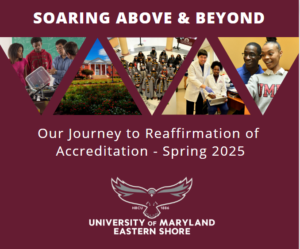 SOARING ABOVE & BEYOND
Our Journey to Reaffirmation of
Accreditation - Spring 2025
UNIVERSITY OF MARYLAND
EASTERN SHORE